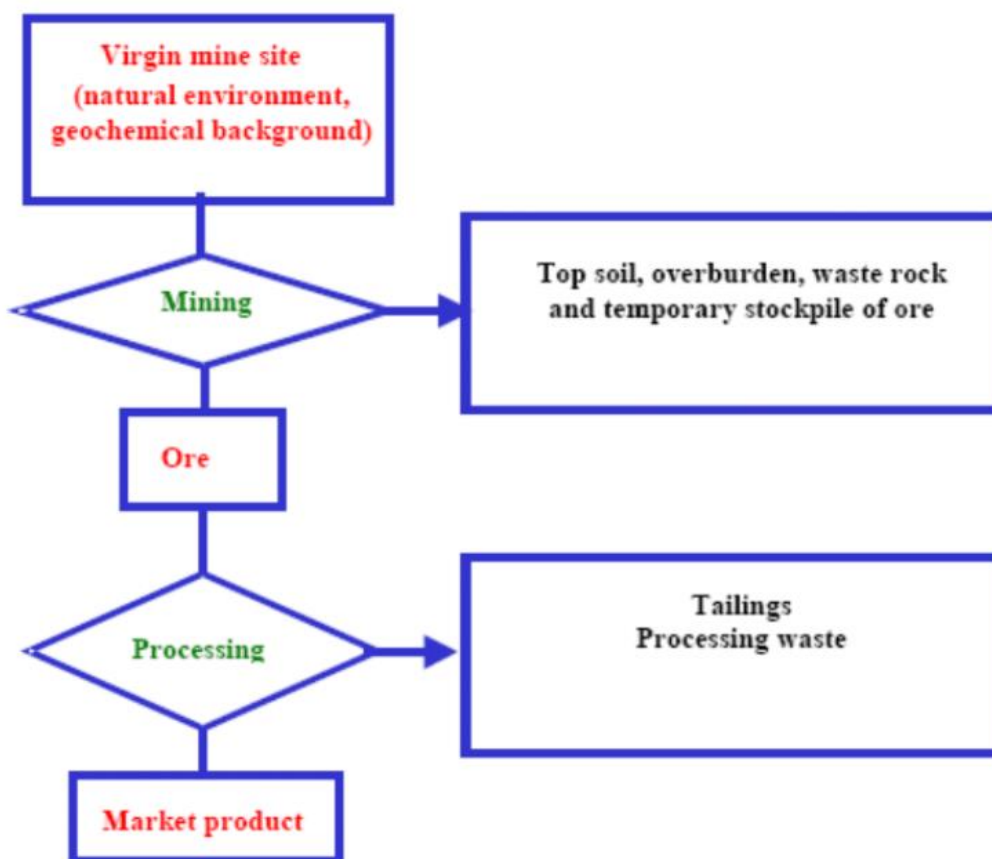 Virgin mine site
(natural environment,
geochemical background)
Mining
Top soil, overburden, waste rock
and temporary stockpile of ore
Ore
Processing
Tailings
Processing waste
Market product